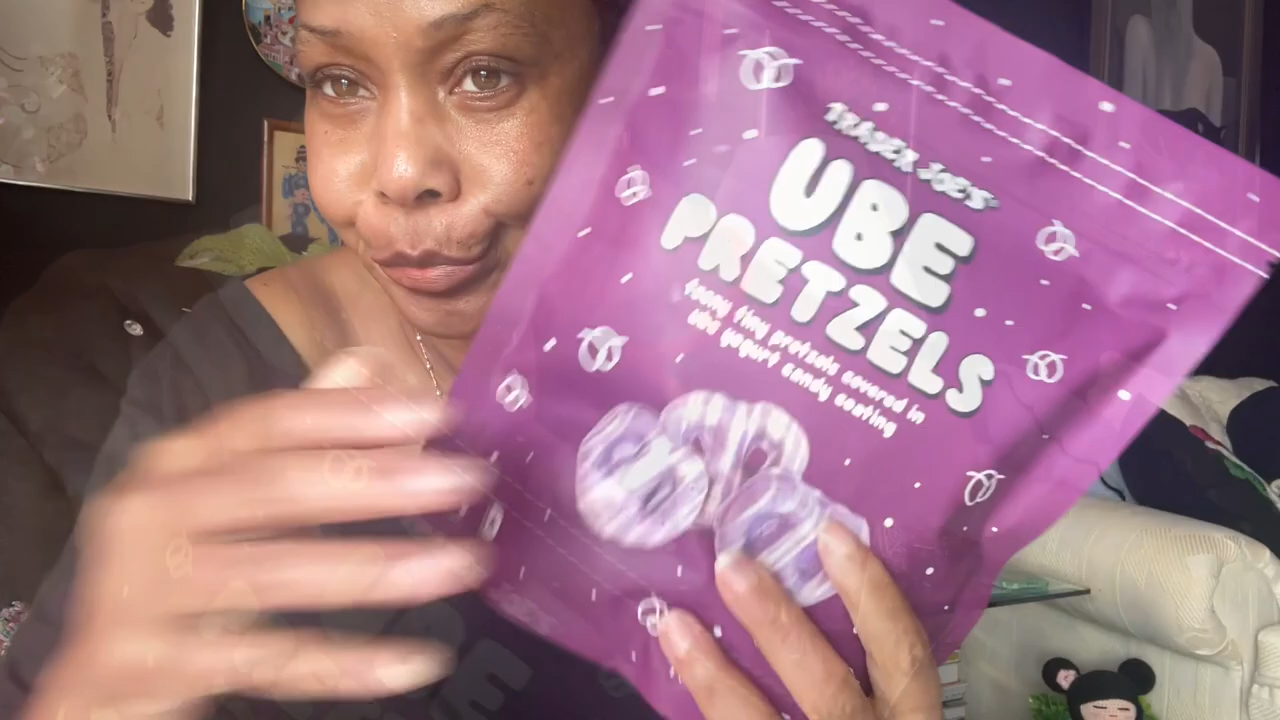 TRADER JOE'S
UBE
PRETZELS
teeny tiny pretzels covered in
ube yogurt candy coating